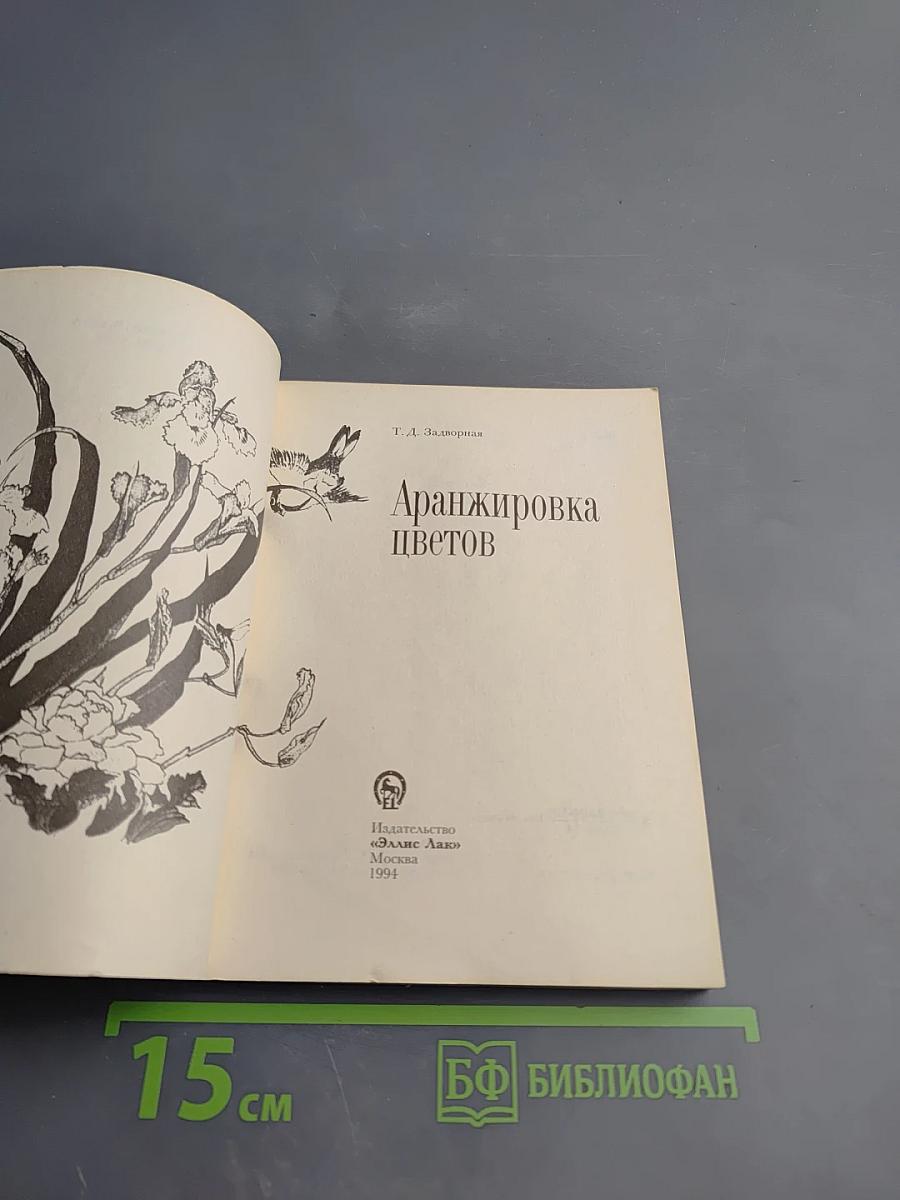 Т. Д. Задворная
Аранжировка
цветов
Издательство
«Эллис Лак»
Москва
1994
15 см
БФ БИБЛИОФАН